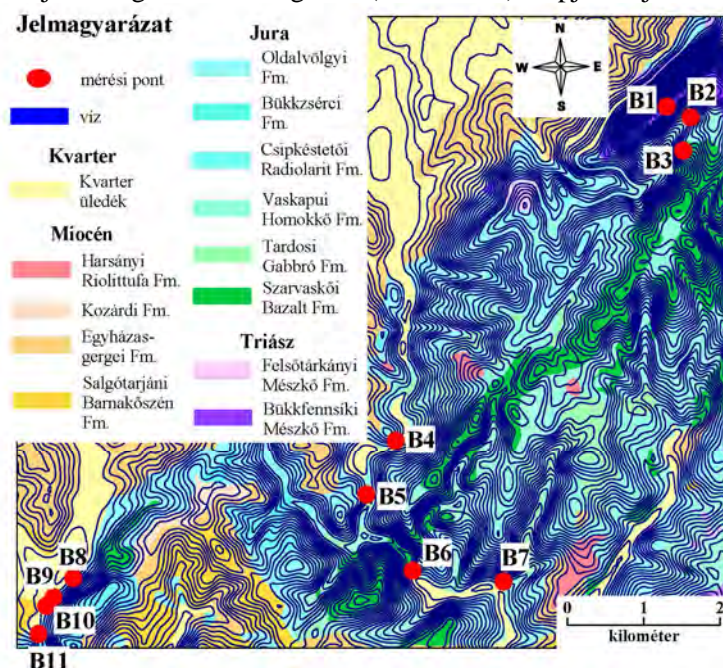 Jelmagyarázat
mérési pont
víz
Kvarter
Kvarter
üledék
Miocén
Harsányi
Riolittufa Fm.
Kozárdi Fm.
Egyházas-
gergei Fm.
Salgótarjáni
Barnakőszén
Fm.
Jura
Oldalvölgyi
Fm.
Bükkzsérci
Fm.
Csipkéstetői
Radiolarit Fm.
Vaskapui
Homokkő Fm.
Tardosi
Gabbró Fm.
Szarvaskői
Bazalt Fm.
Triász
Felsőtárkányi
Mészkő Fm.
Bükkfennsíki
Mészkő Fm.
N
W
E
S
B1
B2
B3
B4
B5
B6
B7
B8
B9
B10
B11
0 1 2
kilométer